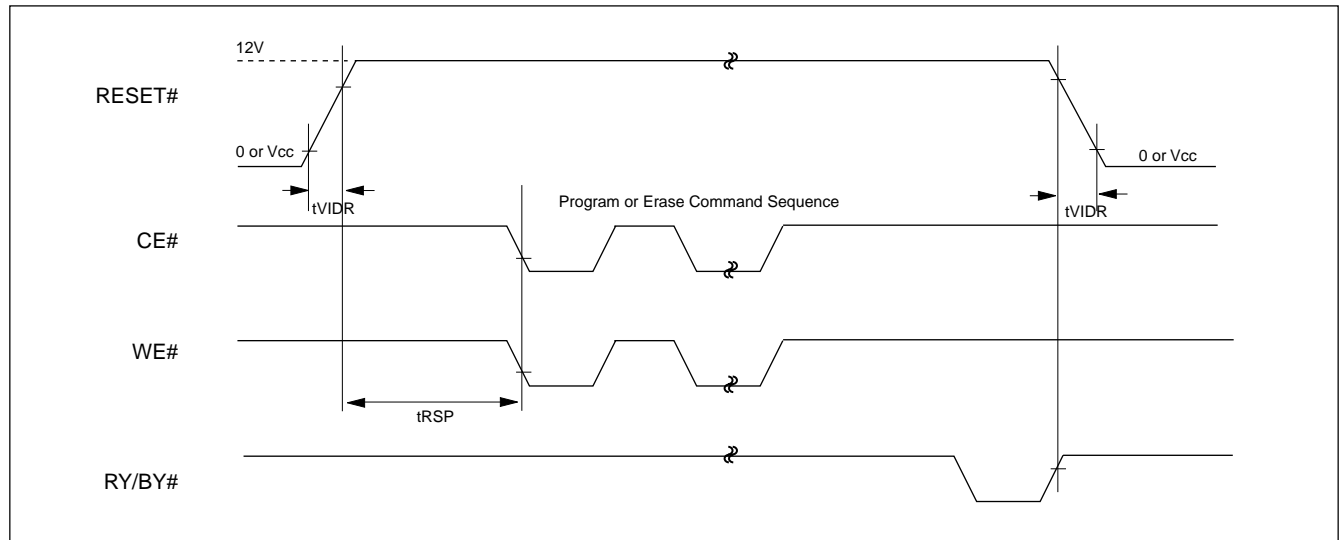 12V
RESET#
0 or Vcc
0 or Vcc
tVIDR
Program or Erase Command Sequence
tVIDR
CE#
WE#
tRSP
RY/BY#